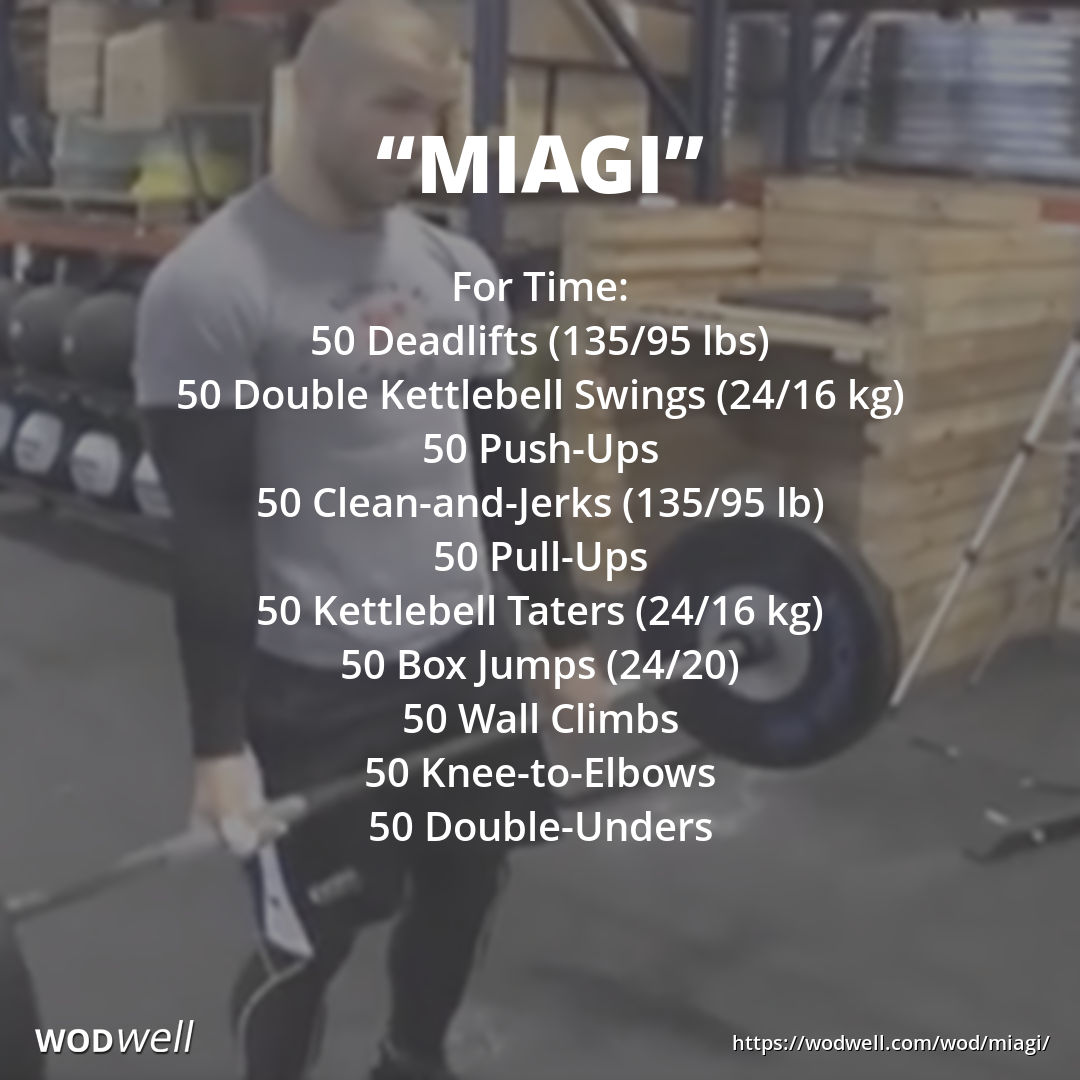 “MIAGI”
For Time:
50 Deadlifts (135/95 lbs)
50 Double Kettlebell Swings (24/16 kg)
50 Push-Ups
50 Clean-and-Jerks (135/95 lb)
50 Pull-Ups
50 Kettlebell Taters (24/16 kg)
50 Box Jumps (24/20)
50 Wall Climbs
50 Knee-to-Elbows
50 Double-Unders
WODwell
https://wodwell.com/wod/miagi/